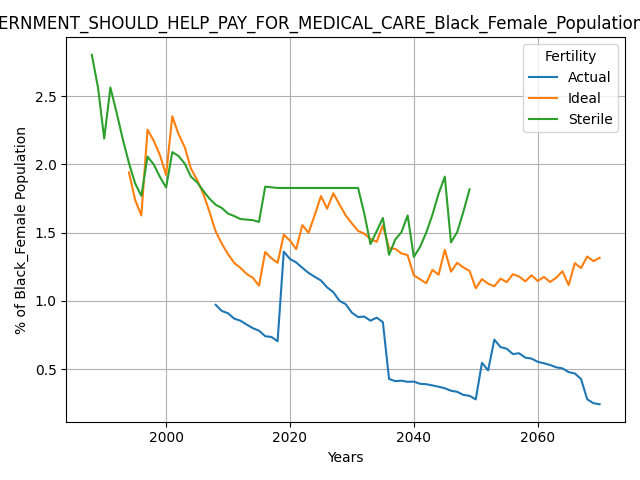 ERNMENT_SHOULD_HELP_PAY_FOR_MEDICAL_CARE_Black_Female_Population
% of Black_Female Population
2.5
2.0
1.5
1.0
0.5
Fertility
Actual
Ideal
Sterile
2000 2020 2040 2060
Years